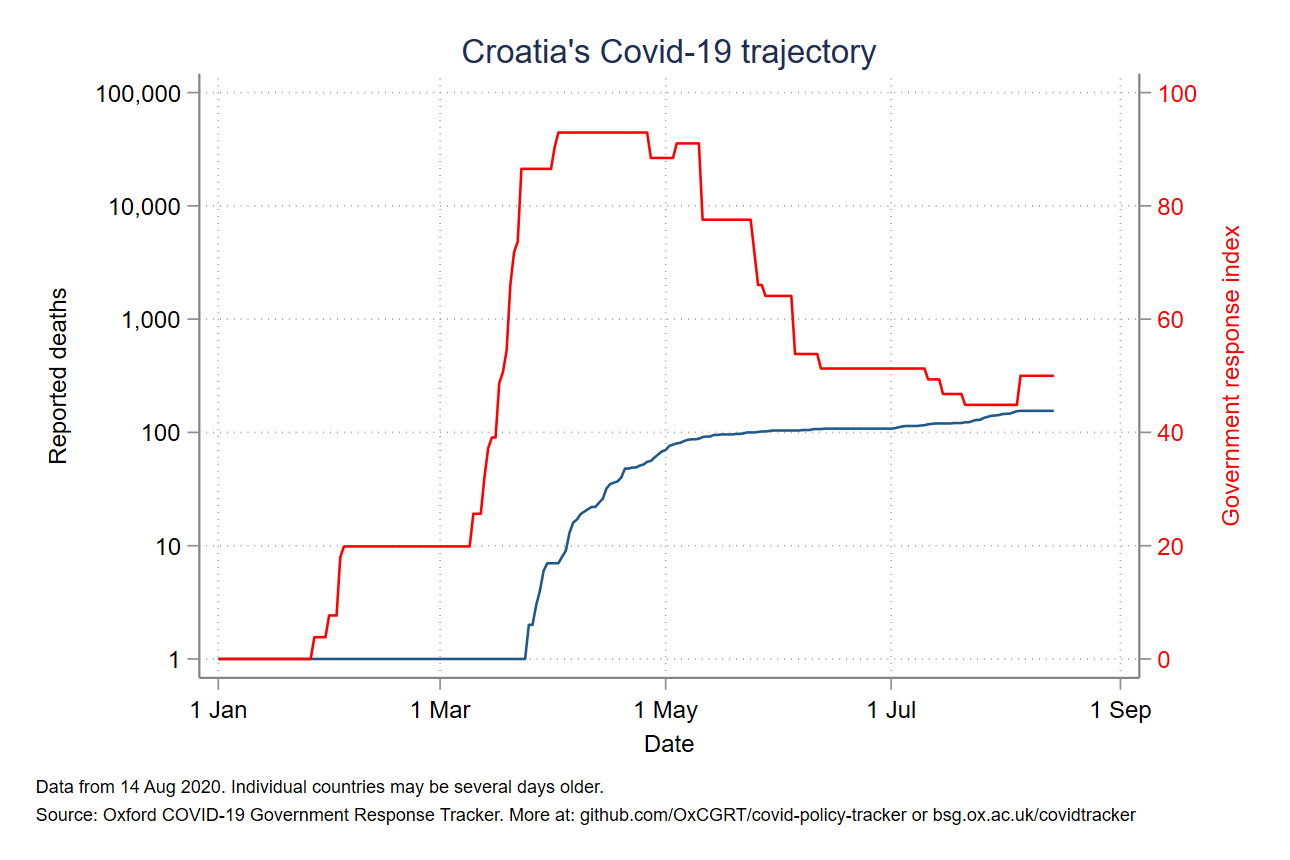 Croatia's Covid-19 trajectory
100,000
10,000
1,000
100
10
1
Reported deaths
100
80
60
40
20
0
Government response index
1 Jan
1 Mar
1 May
1 Jul
1 Sep
Date
Data from 14 Aug 2020. Individual countries may be several days older.
Source: Oxford COVID-19 Government Response Tracker. More at: github.com/OxCGRT/covid-policy-tracker or bsg.ox.ac.uk/covidtracker